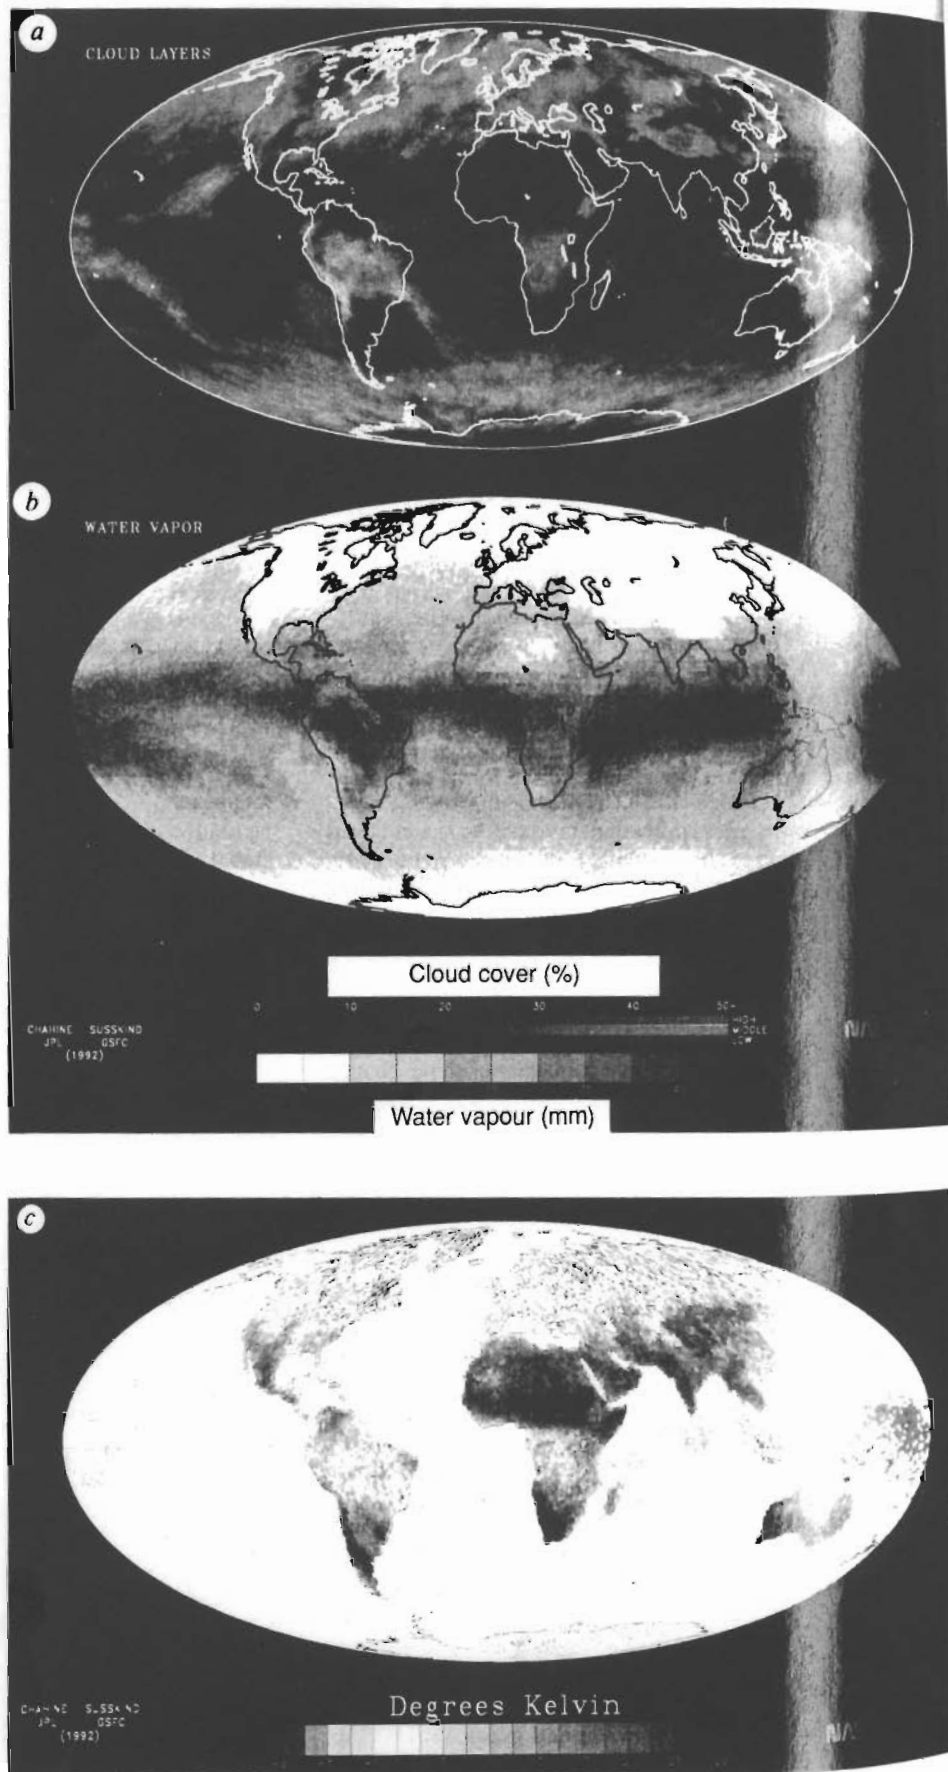 a
CLOUD LAYERS
b
WATER VAPOR
Cloud cover (%)
0 10 20 30 40 50+
HIGH
MIDDLE
LOW
CHAHINE SUSSKIND
JPL GSFC
(1992)
Water vapour (mm)
c
Degrees Kelvin
CHAHINE SUSSKIND
JPL GSFC
(1992)